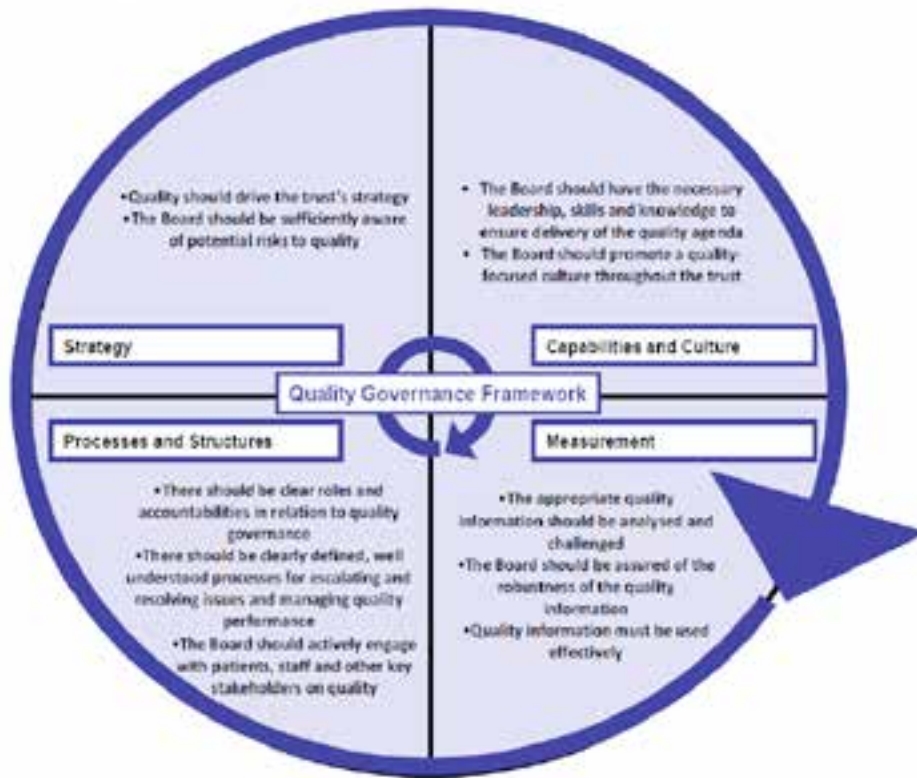 •Quality should drive the trust's strategy
•The Board should be sufficiently aware
of potential risks to quality
Strategy
• The Board should have the necessary
leadership, skills and knowledge to
ensure delivery of the quality agenda
• The Board should promote a quality-
focused culture throughout the trust
Capabilities and Culture
Quality Governance Framework
Processes and Structures
•There should be clear roles and
accountabilities in relation to quality
governance
•There should be clearly defined, well
understood processes for escalating and
resolving issues and managing quality
performance
•The Board should actively engage
with patients, staff and other key
stakeholders on quality
Measurement
• The appropriate quality
information should be analysed and
challenged
•The Board should be assured of the
robustness of the quality
information
•Quality information must be used
effectively